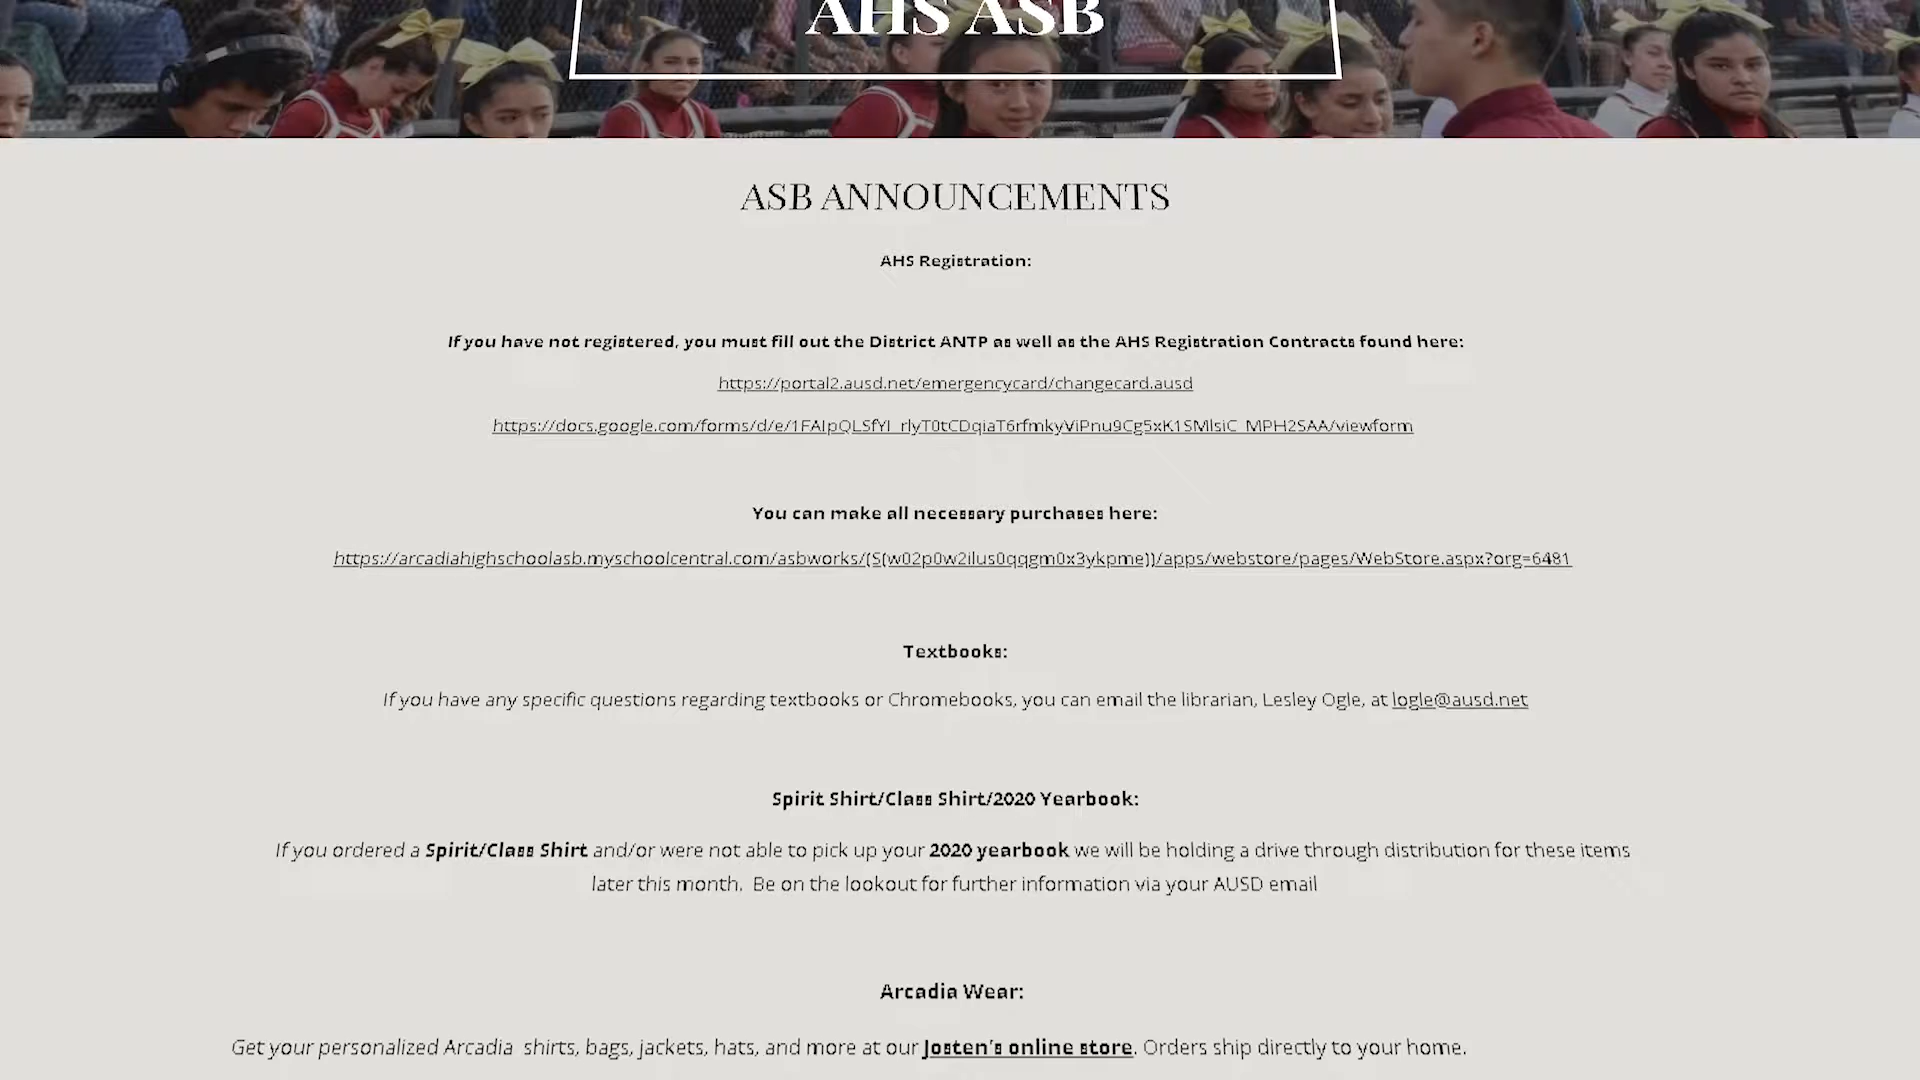 AHS ASB
ASB ANNOUNCEMENTS
AHS Registration:
If you have not registered, you must fill out the District ANTP as well as the AHS Registration Contracts found here:
https://portal2.ausd.net/emergencycard/changecard.ausd
https://docs.google.com/forms/d/e/1FAIpQLSfYI_rlyT0tCDqiaT6rfmkyViPnu9Cg5xK1SMlsiC_MPH2SAA/viewform
You can make all necessary purchases here:
https://arcadiahighschoolasb.myschoolcentral.com/asbworks/(S(w02p0w2ilus0qqgm0x3ykpme))/apps/webstore/pages/WebStore.aspx?org=6481
Textbooks:
If you have any specific questions regarding textbooks or Chromebooks, you can email the librarian, Lesley Ogle, at logle@ausd.net
Spirit Shirt/Class Shirt/2020 Yearbook:
If you ordered a Spirit/Class Shirt and/or were not able to pick up your 2020 yearbook we will be holding a drive through distribution for these items
later this month. Be on the lookout for further information via your AUSD email
Arcadia Wear:
Get your personalized Arcadia shirts, bags, jackets, hats, and more at our Josten's online store. Orders ship directly to your home.